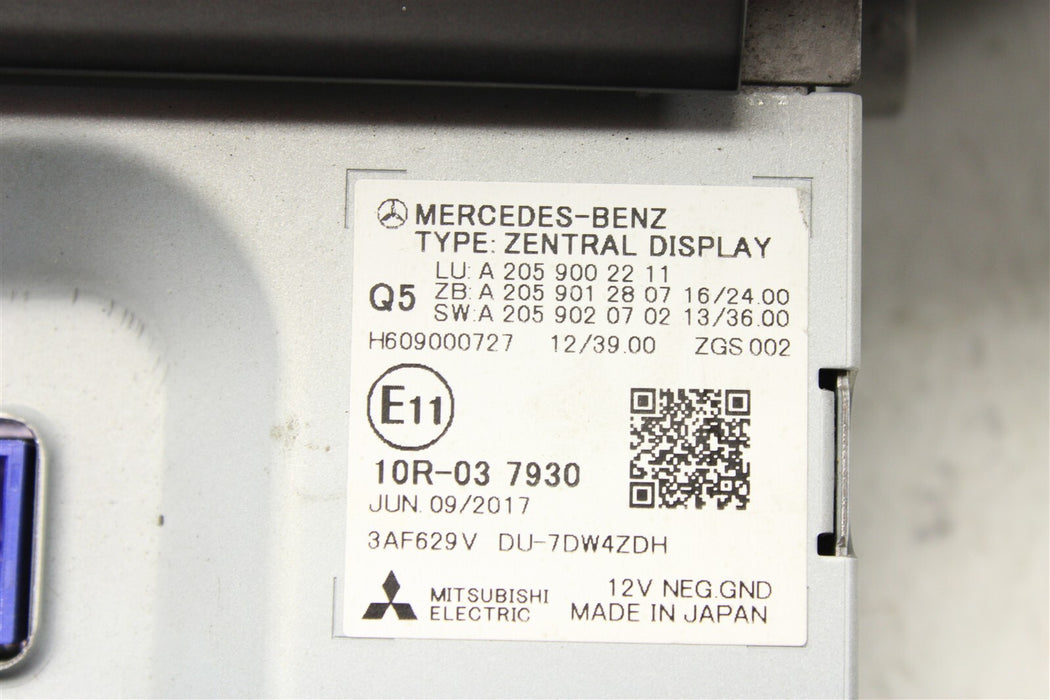 MERCEDES-BENZ
TYPE: ZENTRAL DISPLAY
LU: A 205 900 22 11
Q5 ZB: A 205 901 28 07 16/24.00
SW:A 205 902 07 02 13/36.00
H609000727 12/39.00 ZGS 002
E11
10R-03 7930
JUN. 09/2017
3AF629V DU-7DW4ZDH
MITSUBISHI 12V NEG.GND
ELECTRIC MADE IN JAPAN